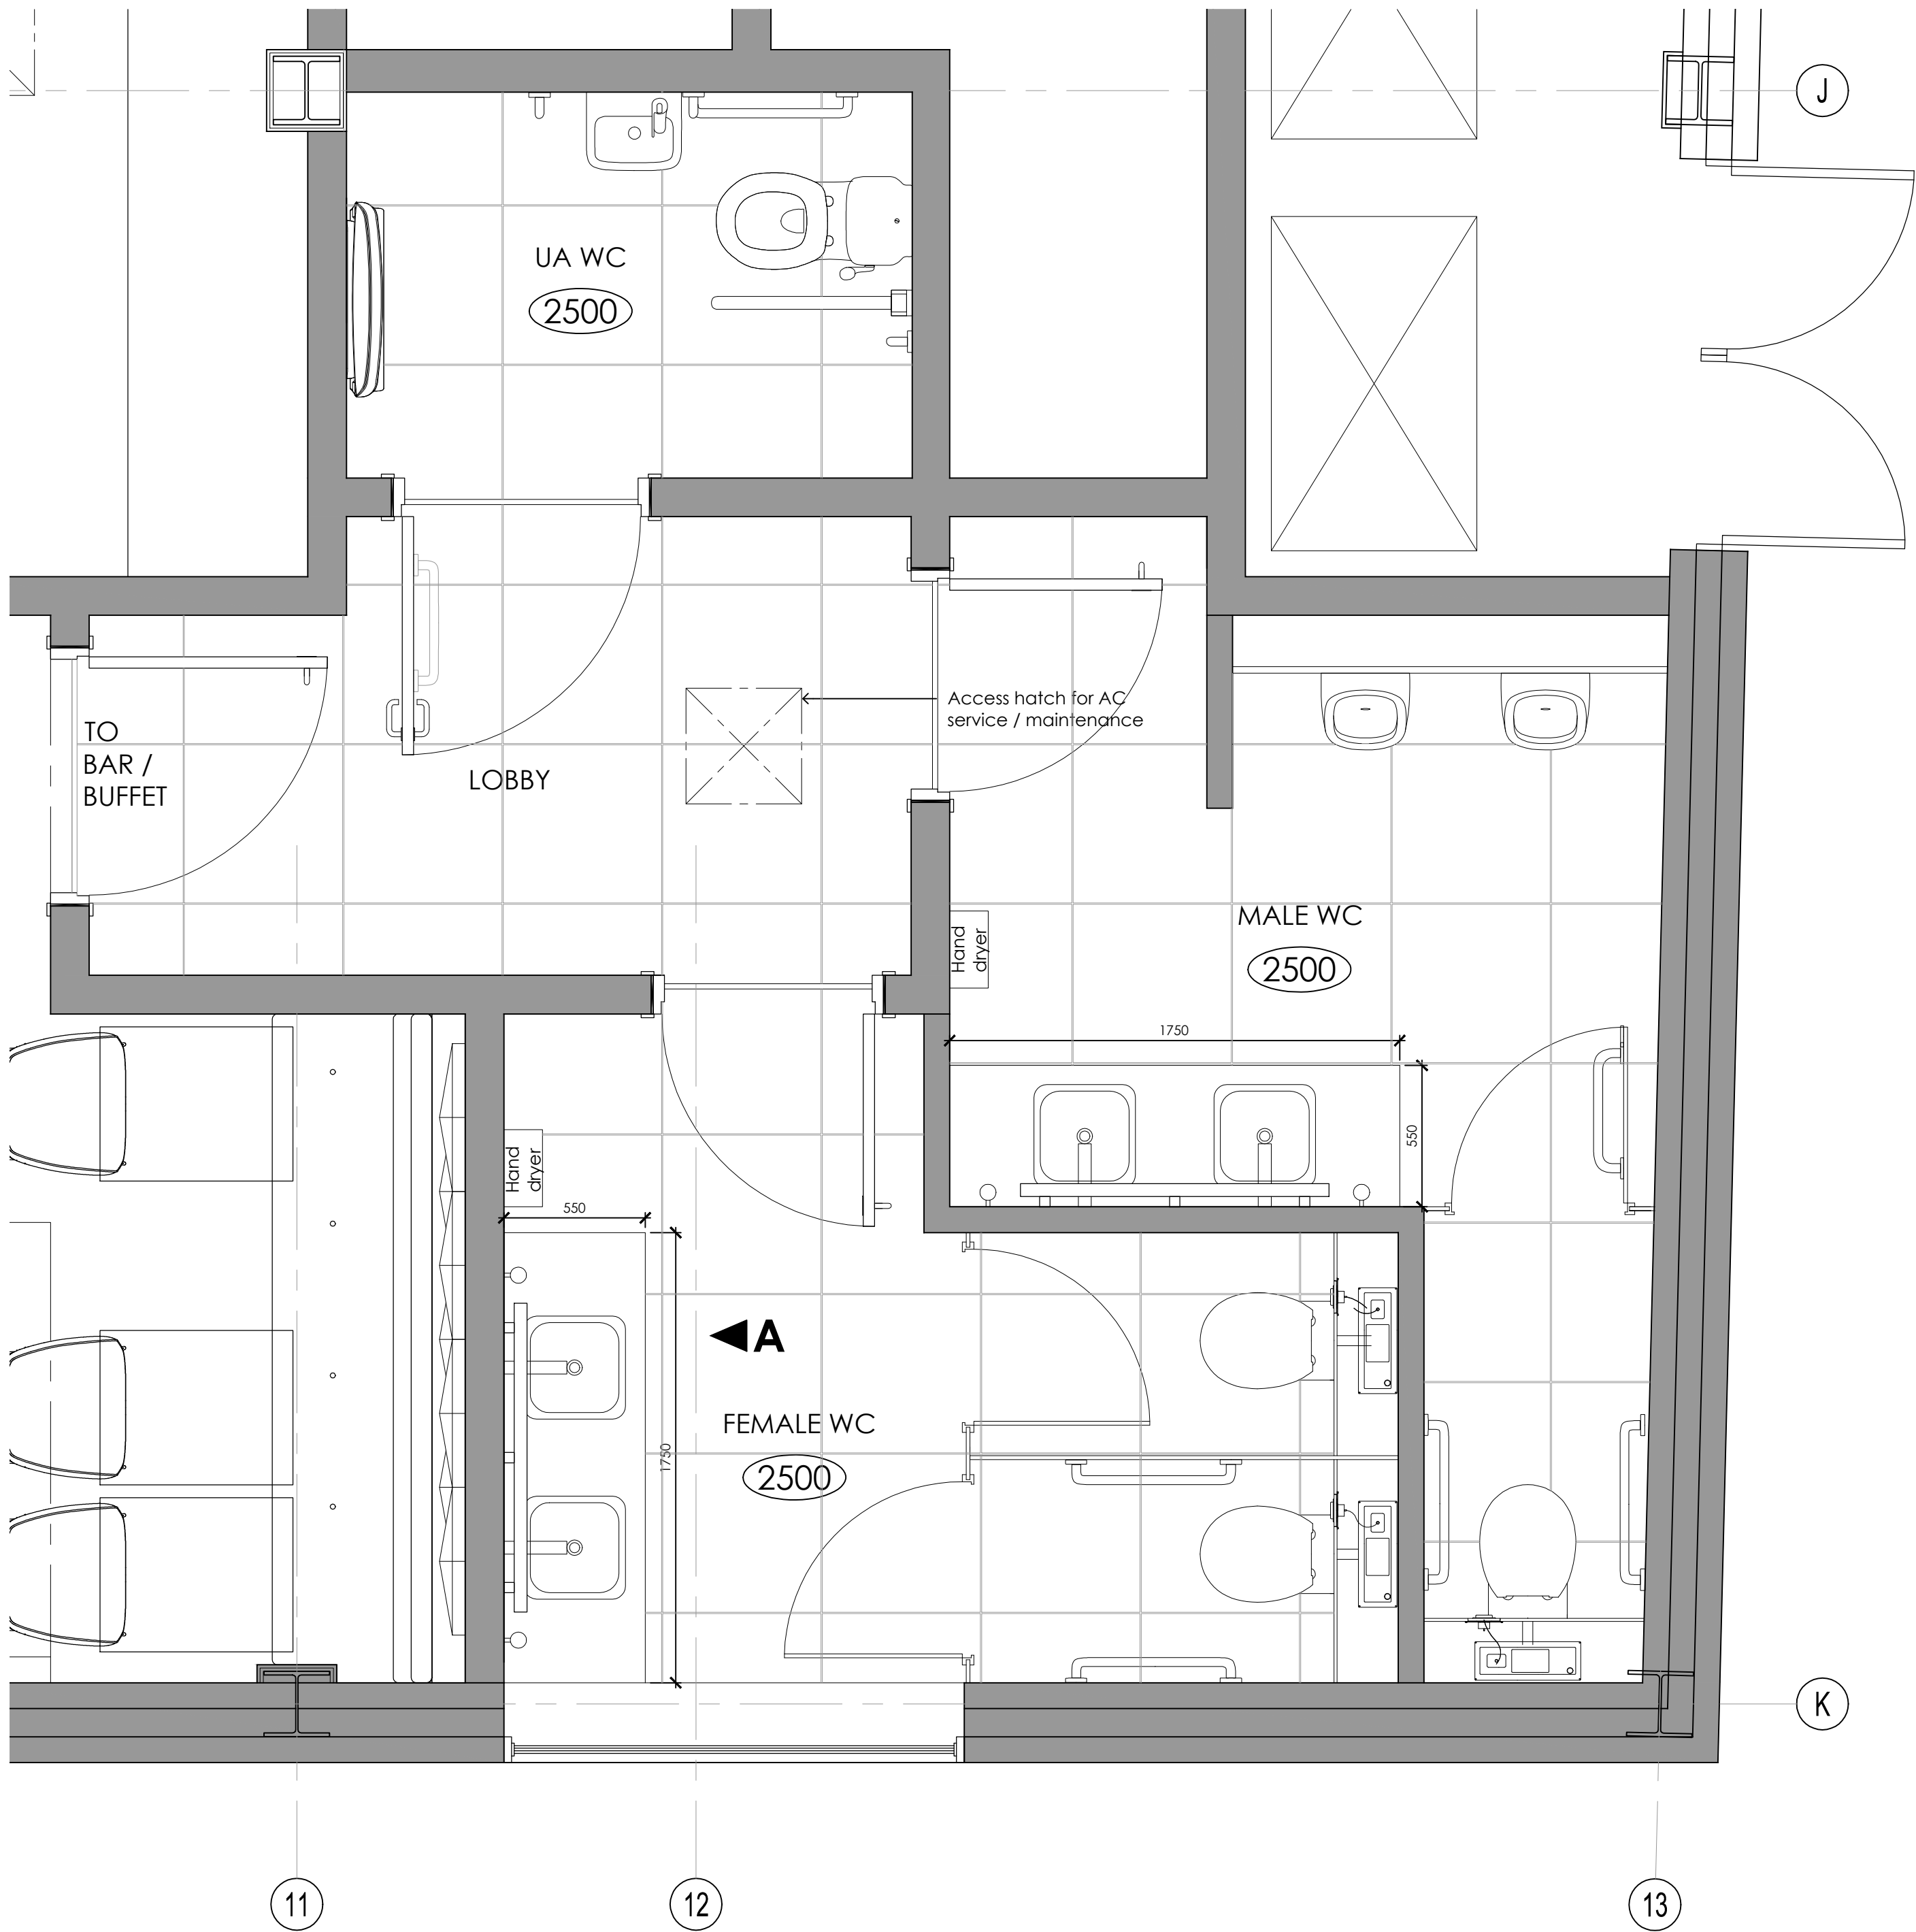 J
UA WC
2500
Access hatch for AC
service / maintenance
TO
BAR /
BUFFET
LOBBY
MALE WC
2500
Hand
dryer
1750
550
Hand
dryer
550
A
FEMALE WC
2500
1750
K
11
12
13